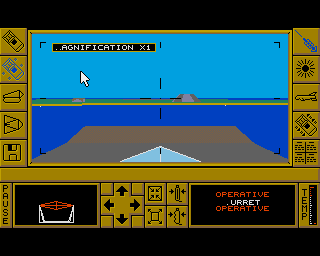 ..AGNIFICATION X1
PAUSE
OPERATIVE
.URRET
OPERATIVE
TEMP